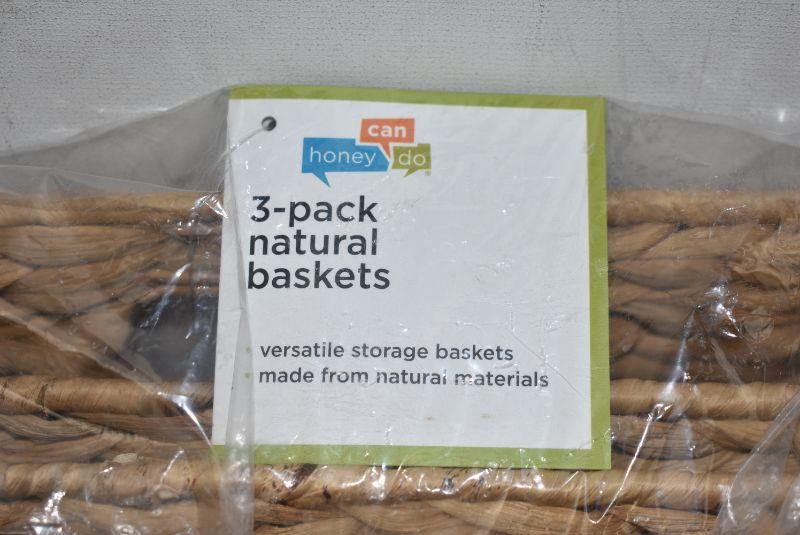 honey can do
3-pack
natural
baskets
versatile storage baskets
made from natural materials